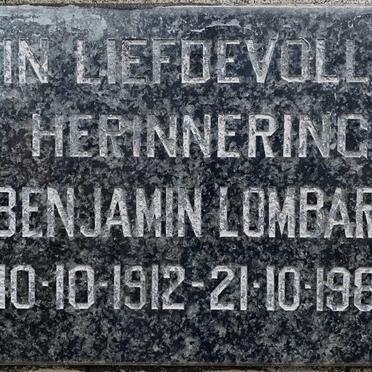 IN LIEFDEVOLL
HERINNERING
BENJAMIN LOMBAR
10·10·1912-21·10·198